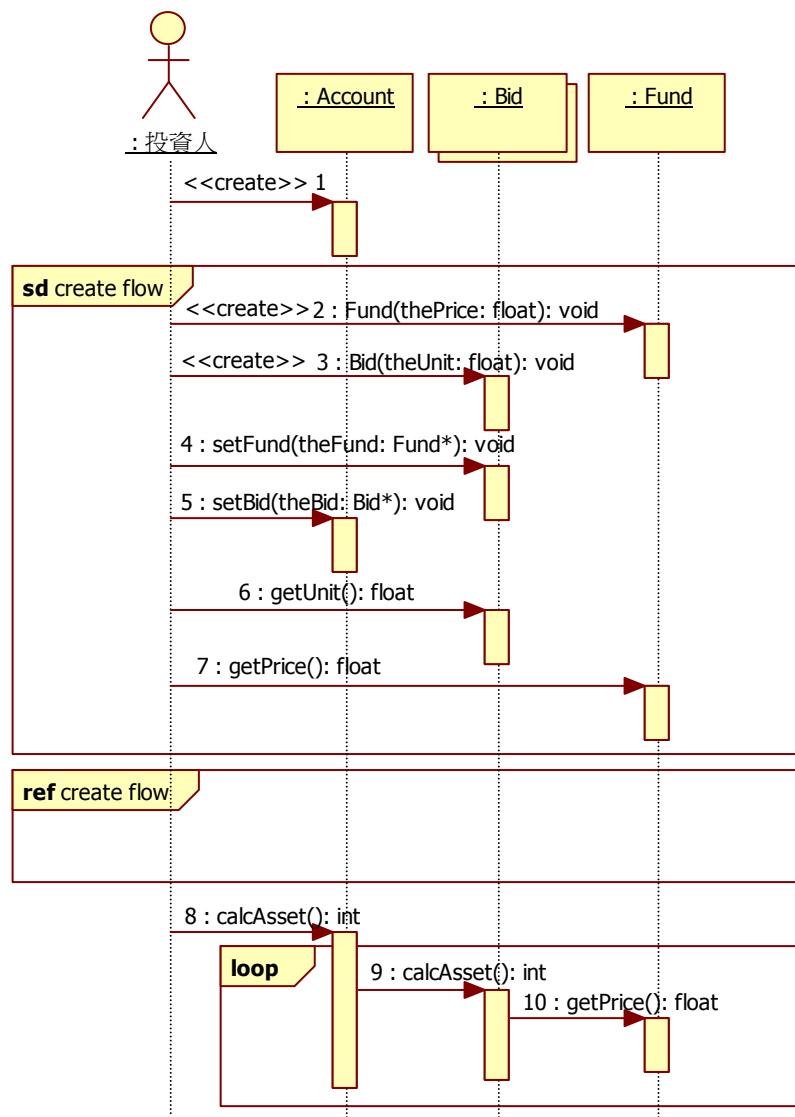 : 投資人
: Account
: Bid
: Fund
<<create>> 1
sd create flow
<<create>> 2 : Fund(thePrice: float): void
<<create>> 3 : Bid(theUnit: float): void
4 : setFund(theFund: Fund*): void
5 : setBid(theBid: Bid*): void
6 : getUnit(): float
7 : getPrice(): float
ref create flow
8 : calcAsset(): int
loop
9 : calcAsset(): int
10 : getPrice(): float